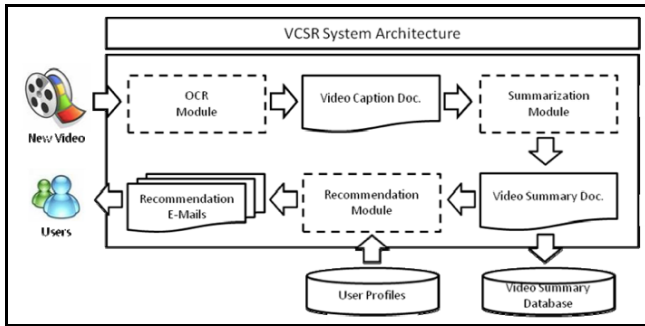 VCSR System Architecture
OCR
Module
Video Caption Doc.
Summarization
Module
New Video
Recommendation
E-Mails
Recommendation
Module
Video Summary Doc.
Users
User Profiles
Video Summary
Database